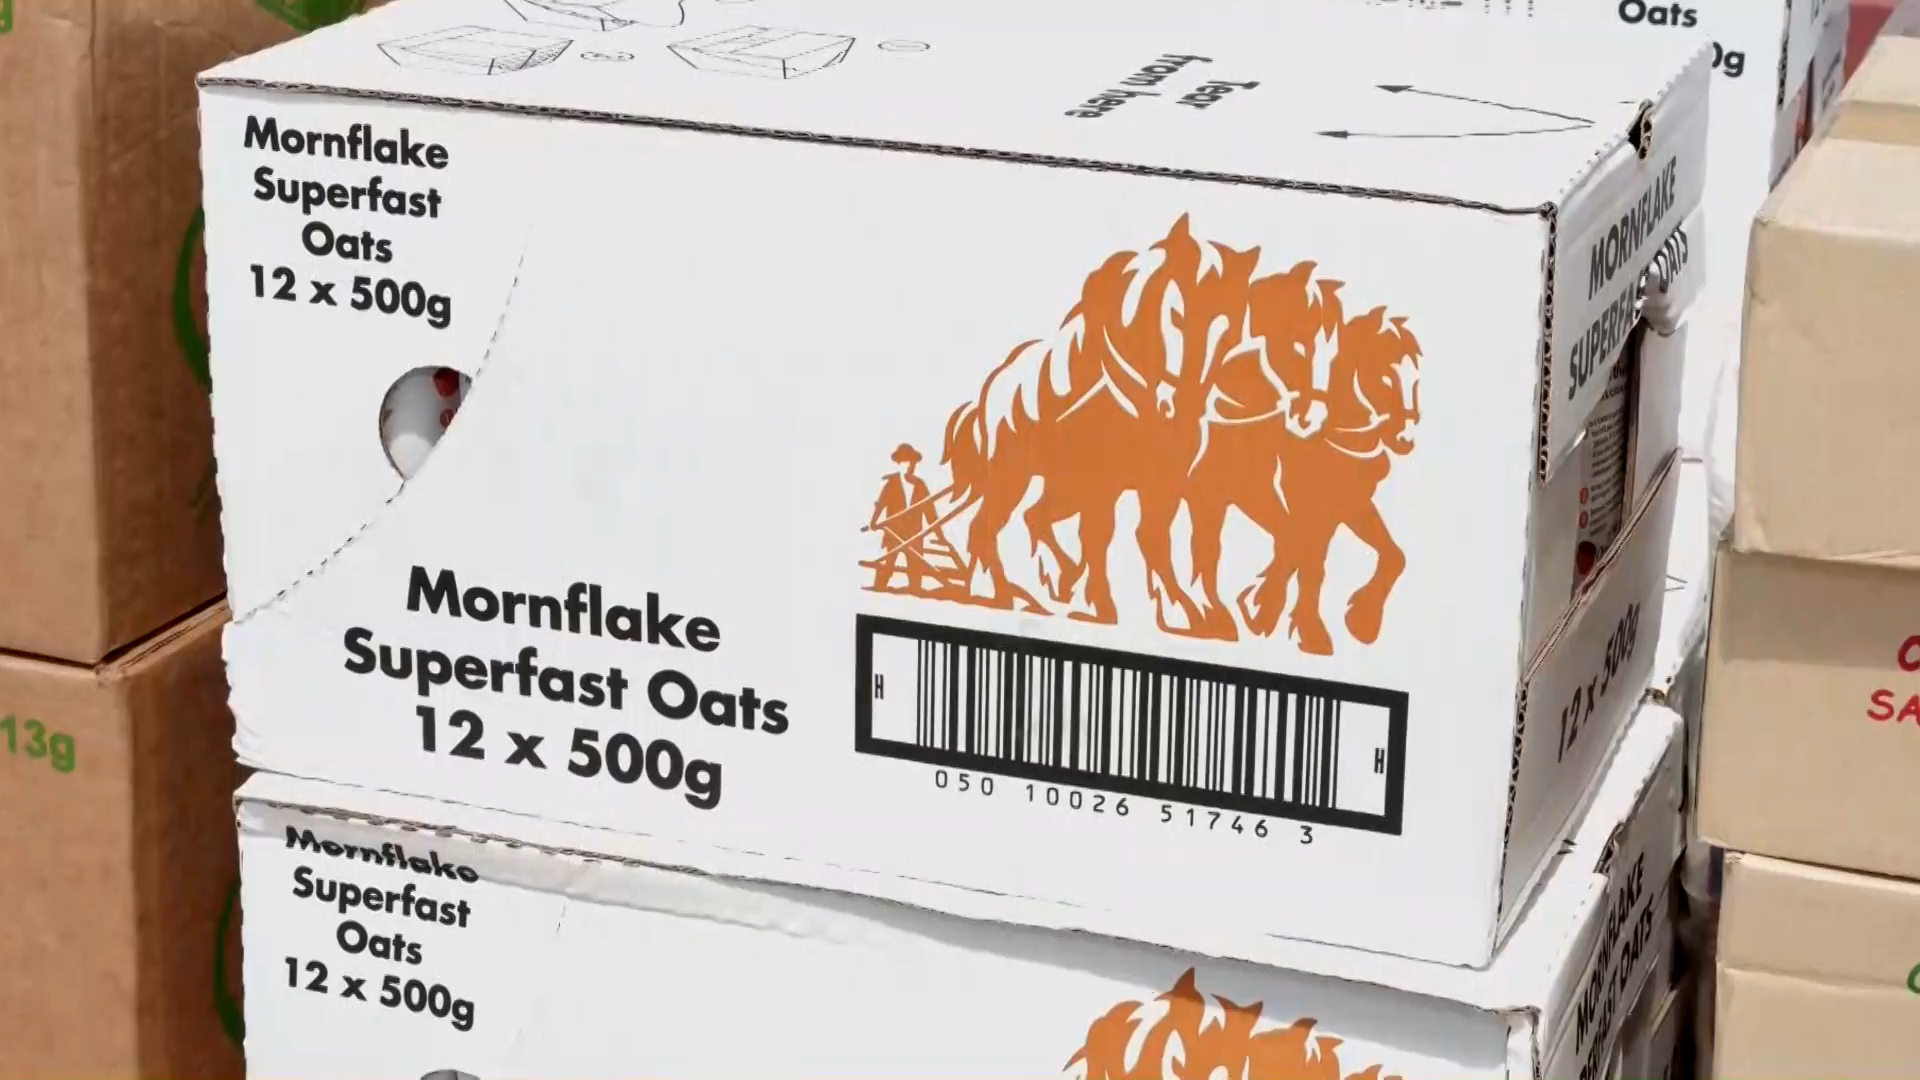 Oats
Tear
from here
Mornflake
Superfast
Oats
12 x 500g
MORNFLAKE
SUPERFAST OATS
Mornflake
Superfast Oats
12 x 500g
H
H
050 10026 51746 3
12 x 500g
13g
Mornflake
Superfast
Oats
12 x 500g
MORNFLAKE